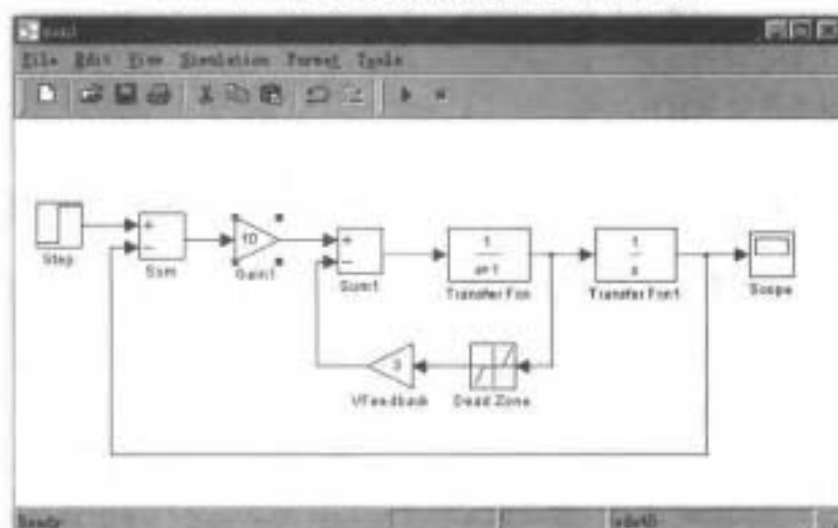 File Edit View Simulation Format Tools
Step
+
−
Sum
10
Gain1
+
−
Sum1
1
s+1
Transfer Fcn
1
s
Transfer Fcn1
Scope
3
VFeedback
Dead Zone
Ready